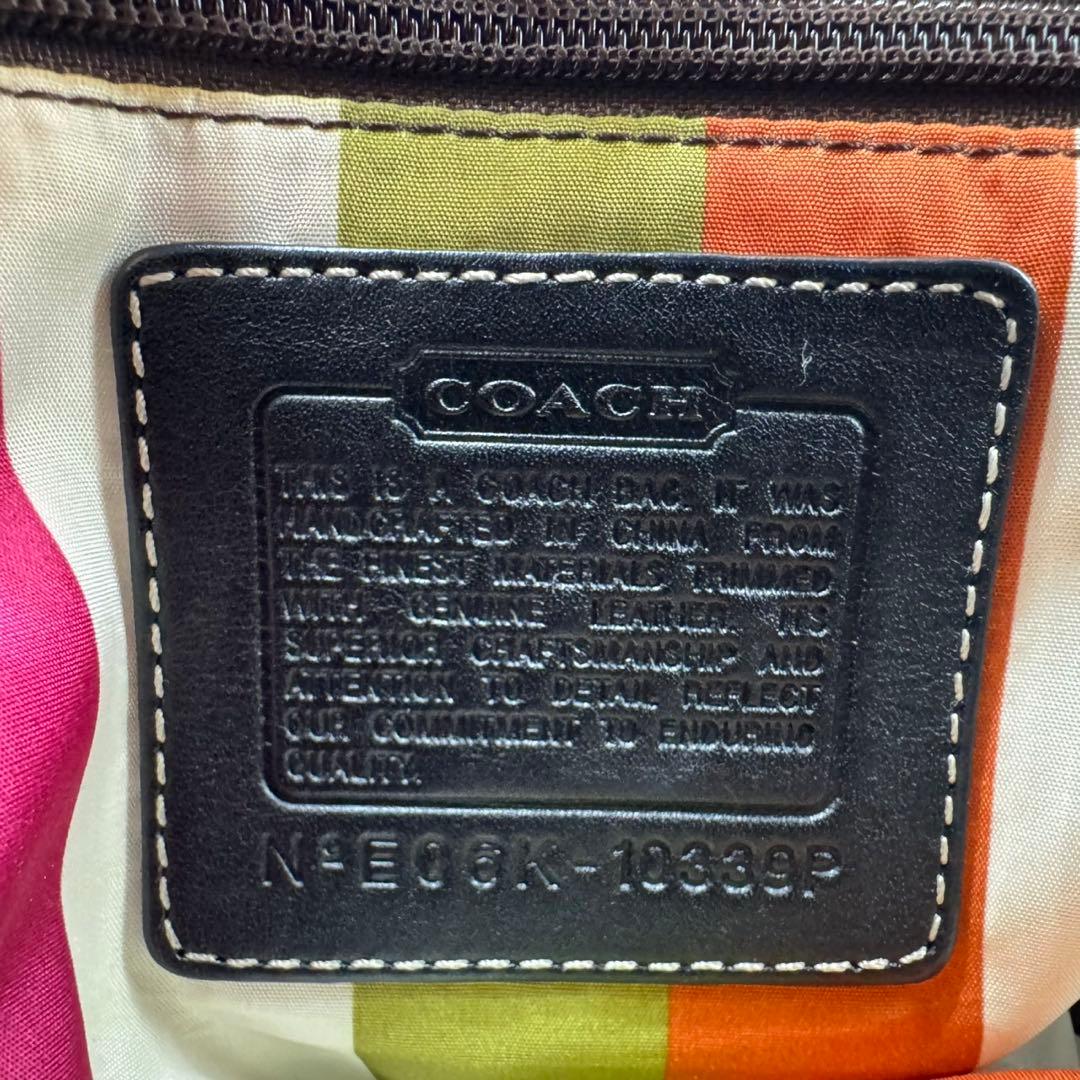 COACH
THIS IS A COACH BAG. IT WAS
HANDCRAFTED IN CHINA FROM
THE FINEST MATERIALS TRIMMED
WITH GENUINE LEATHER. ITS
SUPERIOR CRAFTSMANSHIP AND
ATTENTION TO DETAIL REFLECT
OUR COMMITMENT TO ENDURING
QUALITY.
Nº E06K-10339P